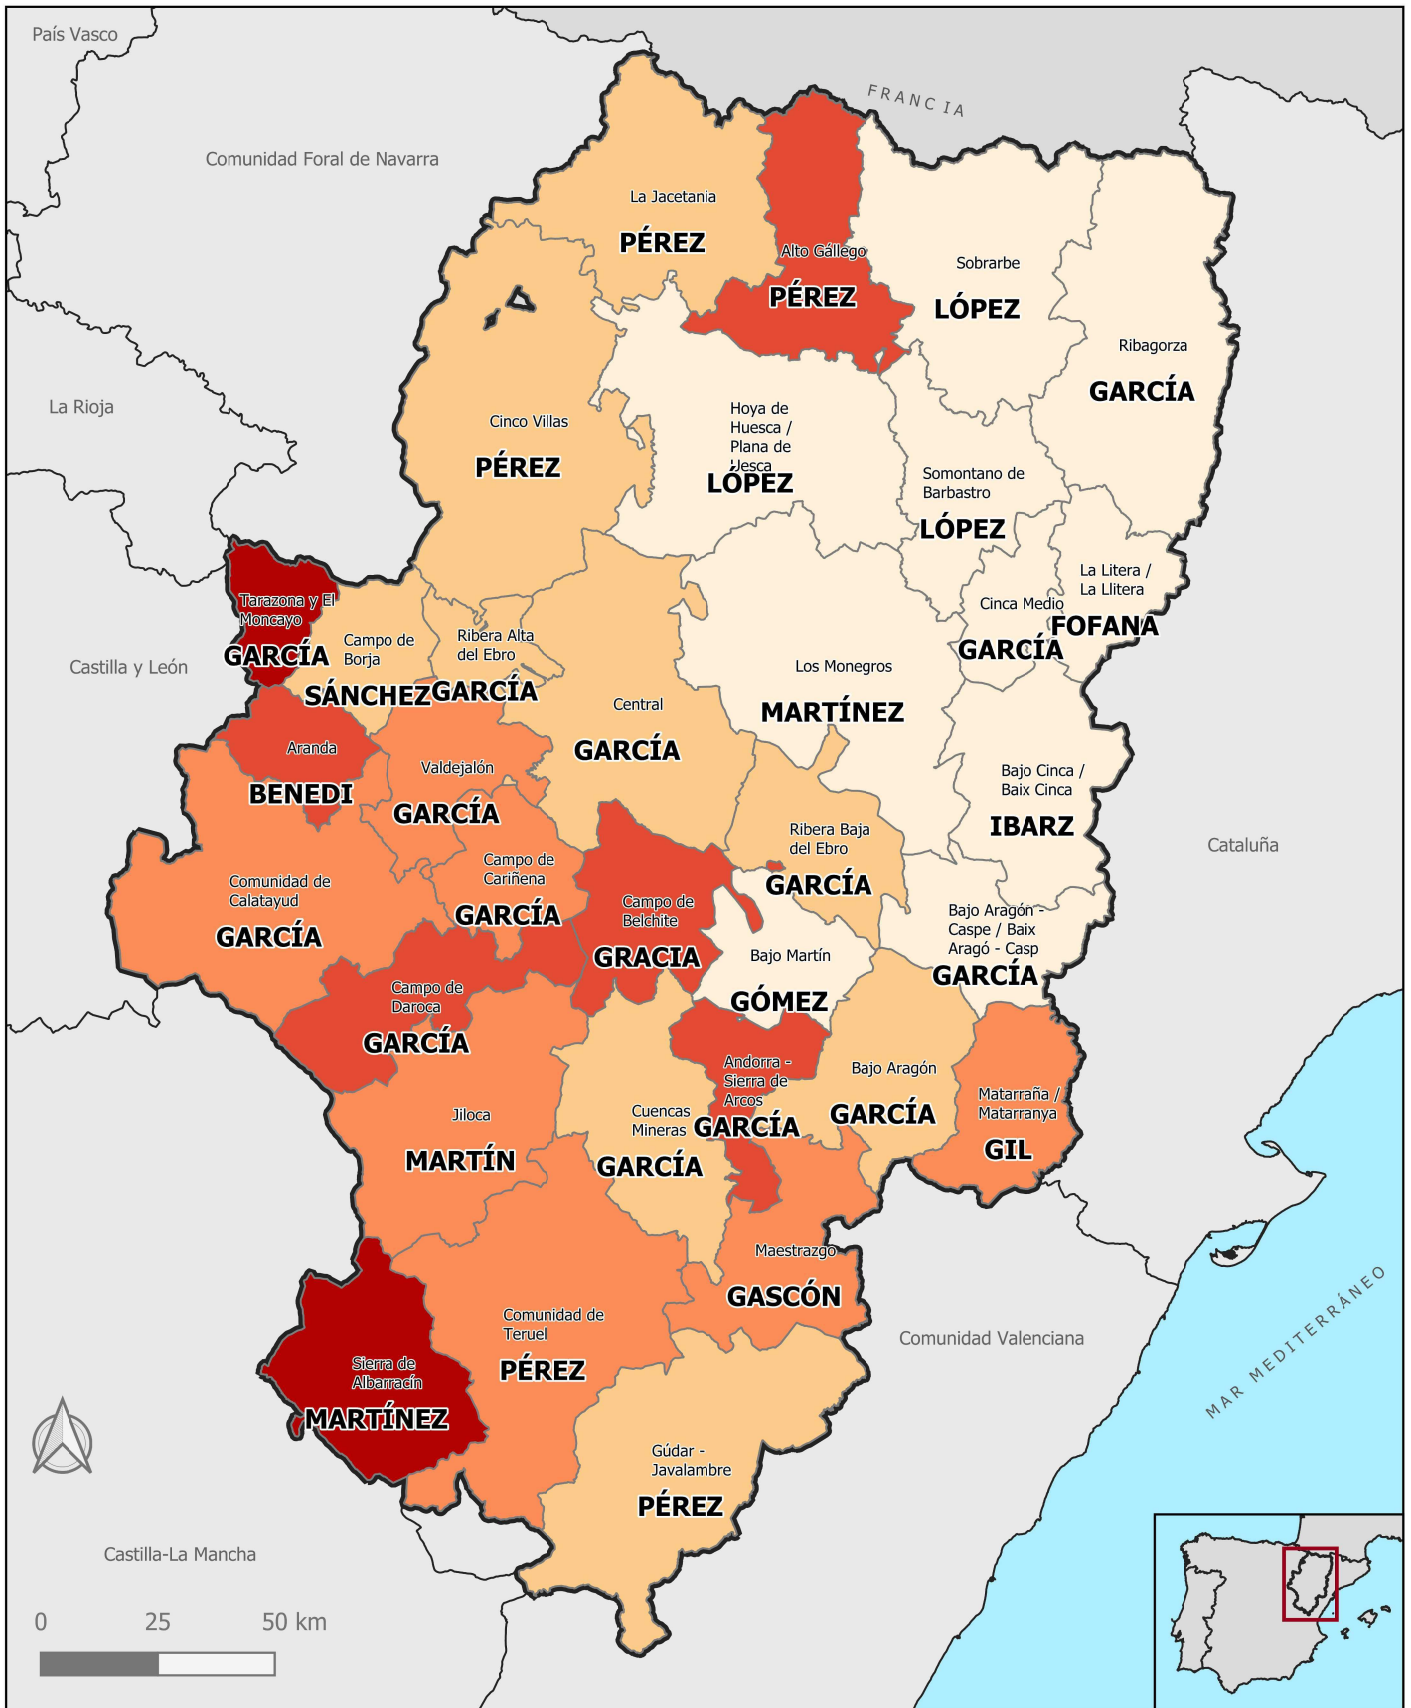 País Vasco
FRANCIA
Comunidad Foral de Navarra
La Jacetania
PÉREZ
Alto Gállego
PÉREZ
Sobrarbe
LÓPEZ
Ribagorza
GARCÍA
La Rioja
Cinco Villas
PÉREZ
Hoya de
Huesca /
Plana de
Uesca
LÓPEZ
Somontano de
Barbastro
LÓPEZ
La Litera /
La Llitera
FOFANA
Cinca Medio
GARCÍA
Tarazona y El
Moncayo
GARCÍA
Campo de
Borja
SÁNCHEZ
Ribera Alta
del Ebro
GARCÍA
Castilla y León
Los Monegros
MARTÍNEZ
Central
GARCÍA
Aranda
BENEDI
Valdejalón
GARCÍA
Bajo Cinca /
Baix Cinca
IBARZ
Ribera Baja
del Ebro
GARCÍA
Cataluña
Campo de
Cariñena
GARCÍA
Comunidad de
Calatayud
GARCÍA
Campo de
Belchite
GRACIA
Bajo Aragón -
Caspe / Baix
Aragó - Casp
GARCÍA
Bajo Martín
GÓMEZ
Campo de
Daroca
GARCÍA
Andorra -
Sierra de
Arcos
GARCÍA
Bajo Aragón
GARCÍA
Matarraña /
Matarranya
GIL
Jiloca
MARTÍN
Cuencas
Mineras
GARCÍA
Maestrazgo
GASCÓN
Comunidad de
Teruel
PÉREZ
Comunidad Valenciana
MAR MEDITERRÁNEO
Sierra de
Albarracín
MARTÍNEZ
Gúdar -
Javalambre
PÉREZ
Castilla-La Mancha
0 25 50 km